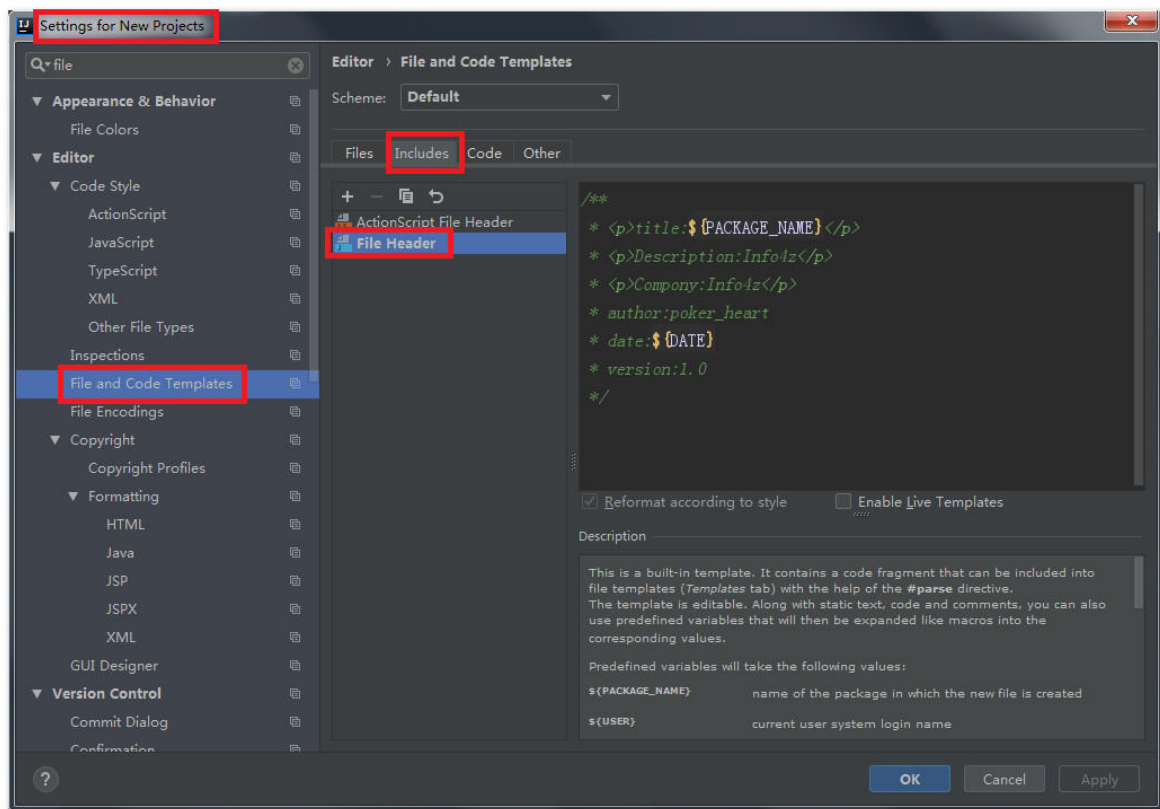 Settings for New Projects
file
Appearance & Behavior
File Colors
Editor
Code Style
ActionScript
JavaScript
TypeScript
XML
Other File Types
Inspections
File and Code Templates
File Encodings
Copyright
Copyright Profiles
Formatting
HTML
Java
JSP
JSPX
XML
GUI Designer
Version Control
Commit Dialog
Confirmation
Editor › File and Code Templates
Scheme: Default
Files Includes Code Other
ActionScript File Header
File Header
/**
* <p>title:${PACKAGE_NAME}</p>
* <p>Description:Info4z</p>
* <p>Compony:Info4z</p>
* author:poker_heart
* date:${DATE}
* version:1.0
*/
Reformat according to style Enable Live Templates
Description
This is a built-in template. It contains a code fragment that can be included into
file templates (Templates tab) with the help of the #parse directive.
The template is editable. Along with static text, code and comments, you can also
use predefined variables that will then be expanded like macros into the
corresponding values.
Predefined variables will take the following values:
${PACKAGE_NAME} name of the package in which the new file is created
${USER} current user system login name
? OK Cancel Apply